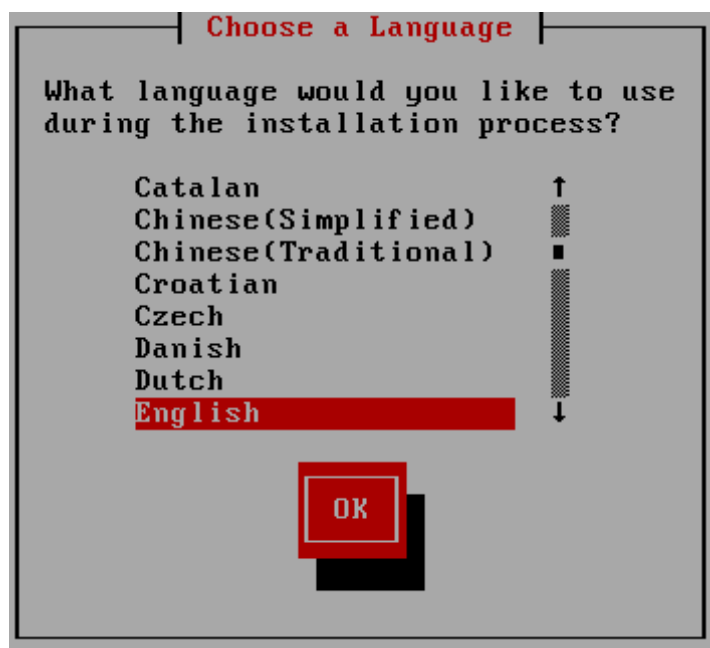 Choose a Language
What language would you like to use
during the installation process?
Catalan
Chinese(Simplified)
Chinese(Traditional)
Croatian
Czech
Danish
Dutch
English
OK